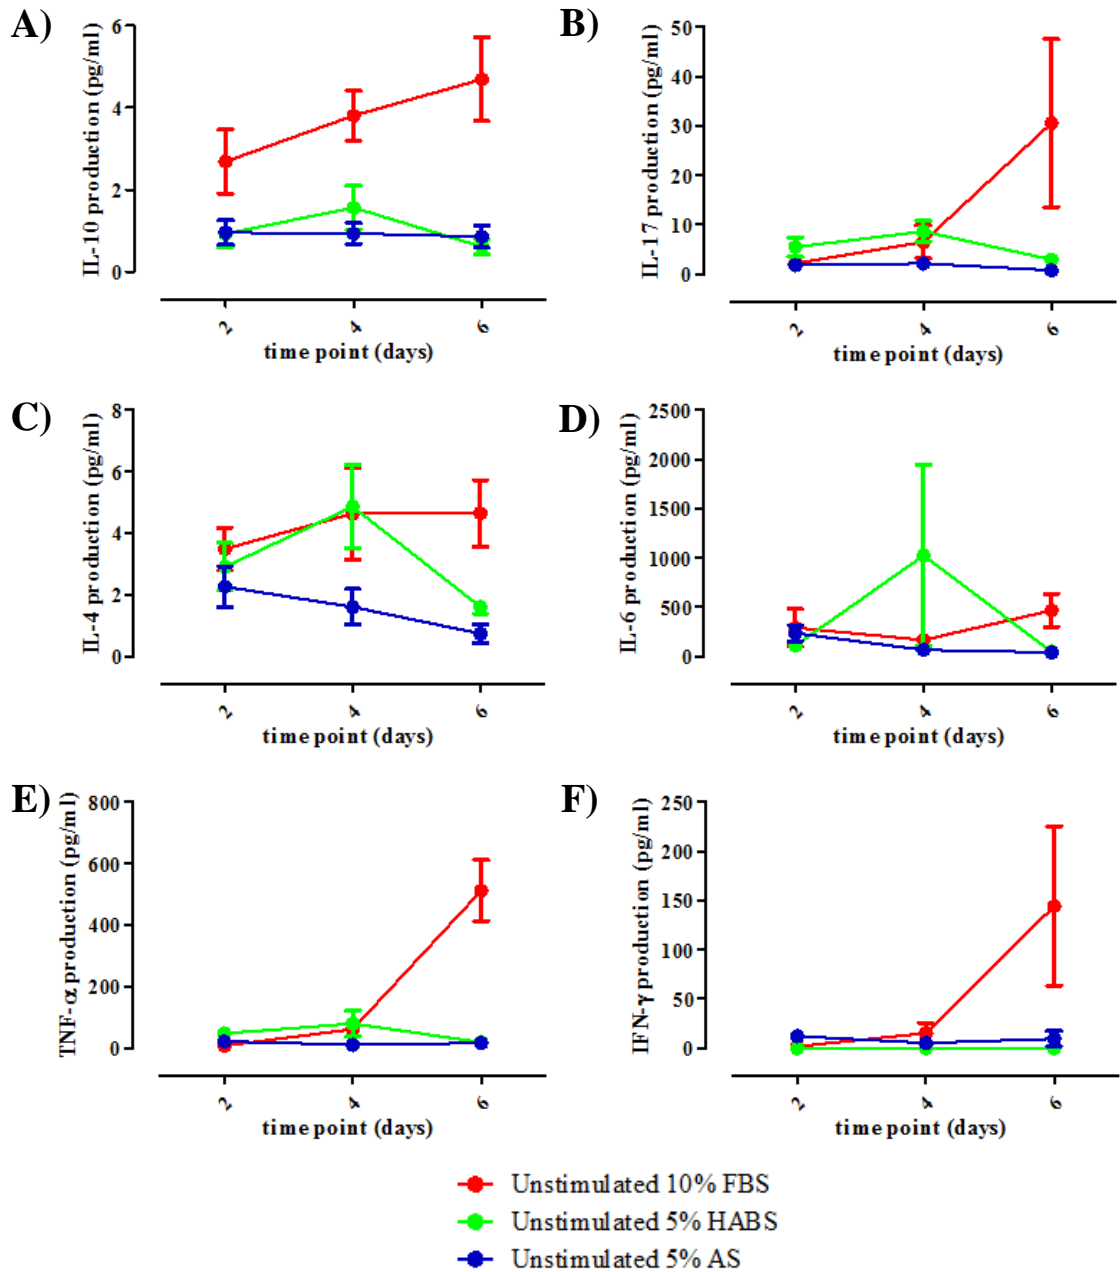 A)
IL-10 production (pg/ml)
6
4
2
0
2
4
6
time point (days)
B)
IL-17 production (pg/ml)
50
40
30
20
10
0
2
4
6
time point (days)
C)
IL-4 production (pg/ml)
8
6
4
2
0
2
4
6
time point (days)
D)
IL-6 production (pg/ml)
2500
2000
1500
1000
500
0
2
4
6
time point (days)
E)
TNF-α production (pg/ml)
800
600
400
200
0
2
4
6
time point (days)
F)
IFN-γ production (pg/ml)
250
200
150
100
50
0
2
4
6
time point (days)
Unstimulated 10% FBS
Unstimulated 5% HABS
Unstimulated 5% AS